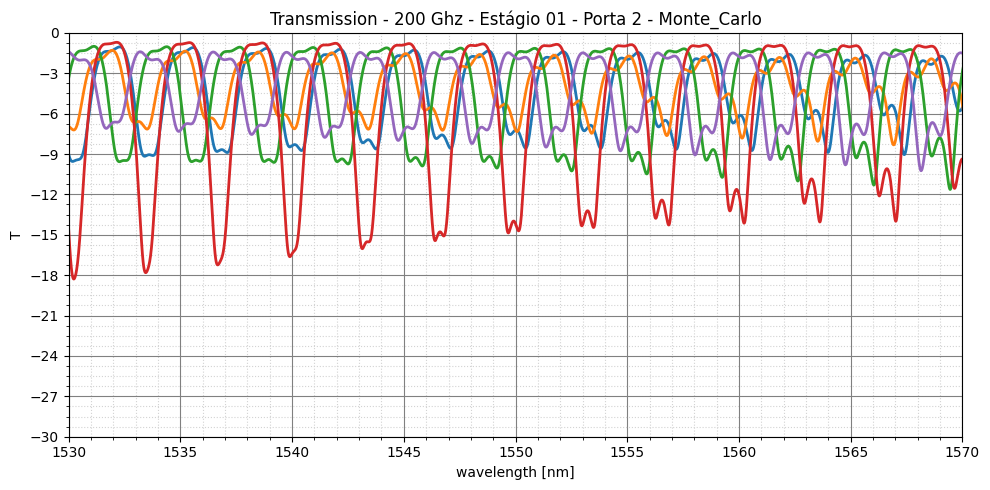 Transmission - 200 Ghz - Estágio 01 - Porta 2 - Monte_Carlo
T
0
−3
−6
−9
−12
−15
−18
−21
−24
−27
−30
1530 1535 1540 1545 1550 1555 1560 1565 1570
wavelength [nm]